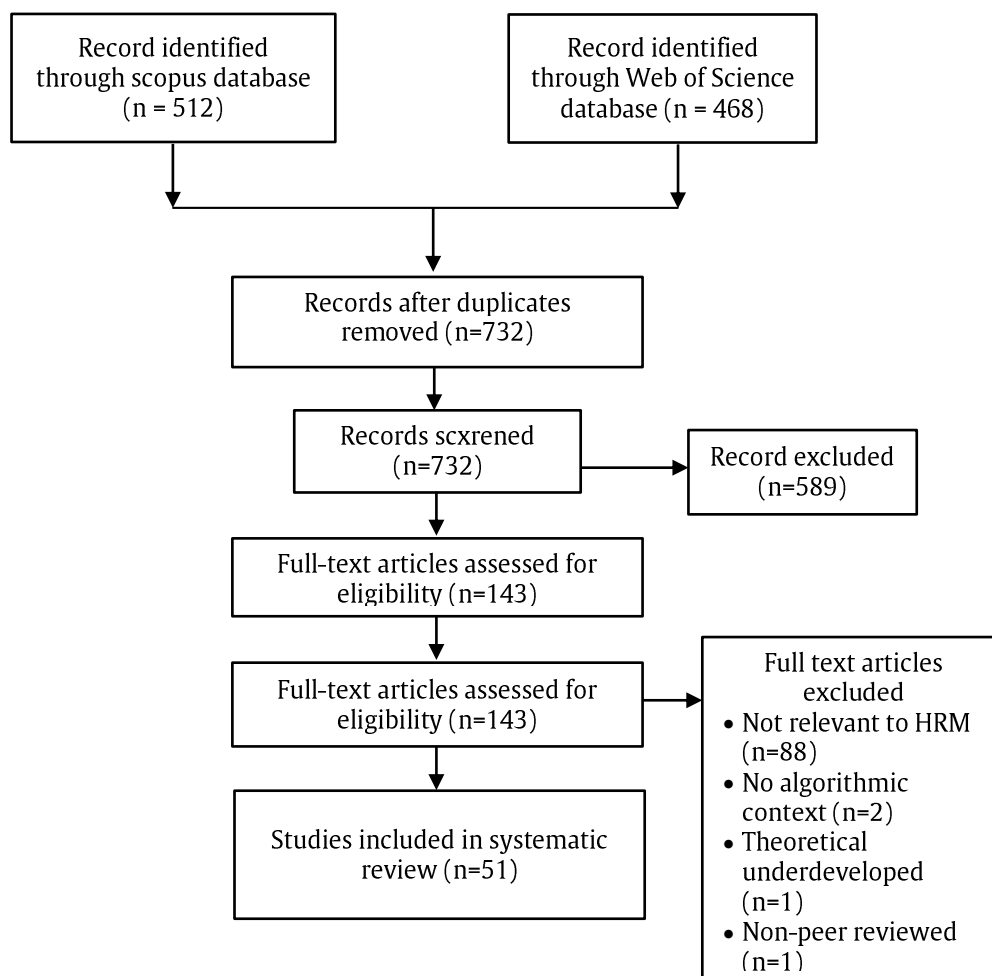 Record identified
through scopus database
(n = 512)
Record identified
through Web of Science
database (n = 468)
Records after duplicates
removed (n=732)
Records scxrened
(n=732)
Record excluded
(n=589)
Full-text articles assessed for
eligibility (n=143)
Full-text articles assessed for
eligibility (n=143)
Full text articles
excluded
• Not relevant to HRM
(n=88)
• No algorithmic
context (n=2)
• Theoretical
underdeveloped
(n=1)
• Non-peer reviewed
(n=1)
Studies included in systematic
review (n=51)